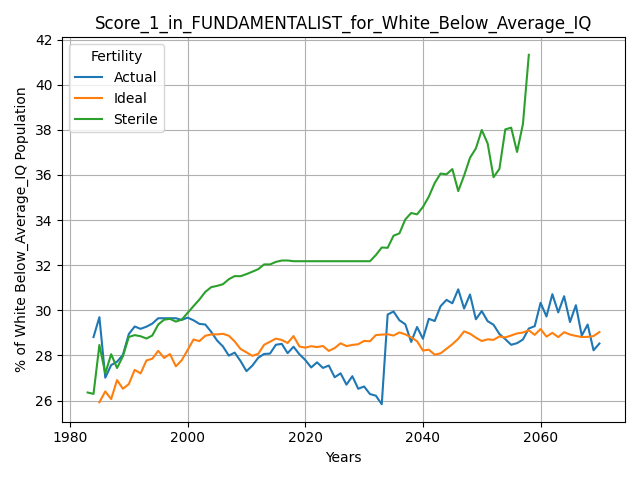 Score_1_in_FUNDAMENTALIST_for_White_Below_Average_IQ
42
40
38
36
34
32
30
28
26
% of White Below_Average_IQ Population
Fertility
Actual
Ideal
Sterile
1980 2000 2020 2040 2060
Years